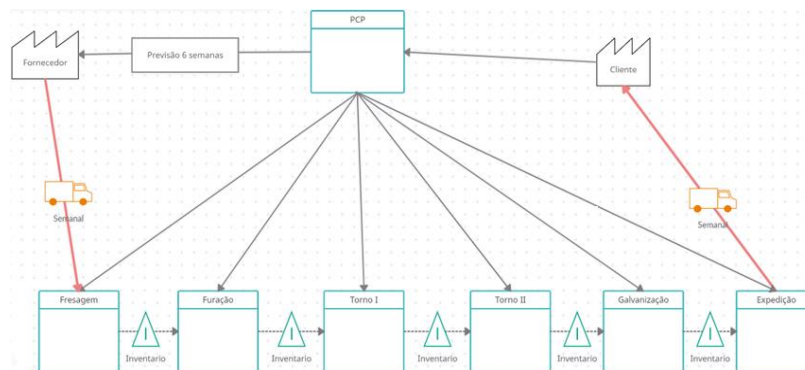 PCP
Fornecedor
Previsão 6 semanas
Cliente
Semanal
Semanal
Fresagem
Furação
Torno I
Torno II
Galvanização
Expedição
Inventario
Inventario
Inventario
Inventario
Inventario